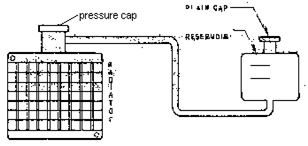 pressure cap
PLAIN CAP
RESERVOIR
RADIATOR